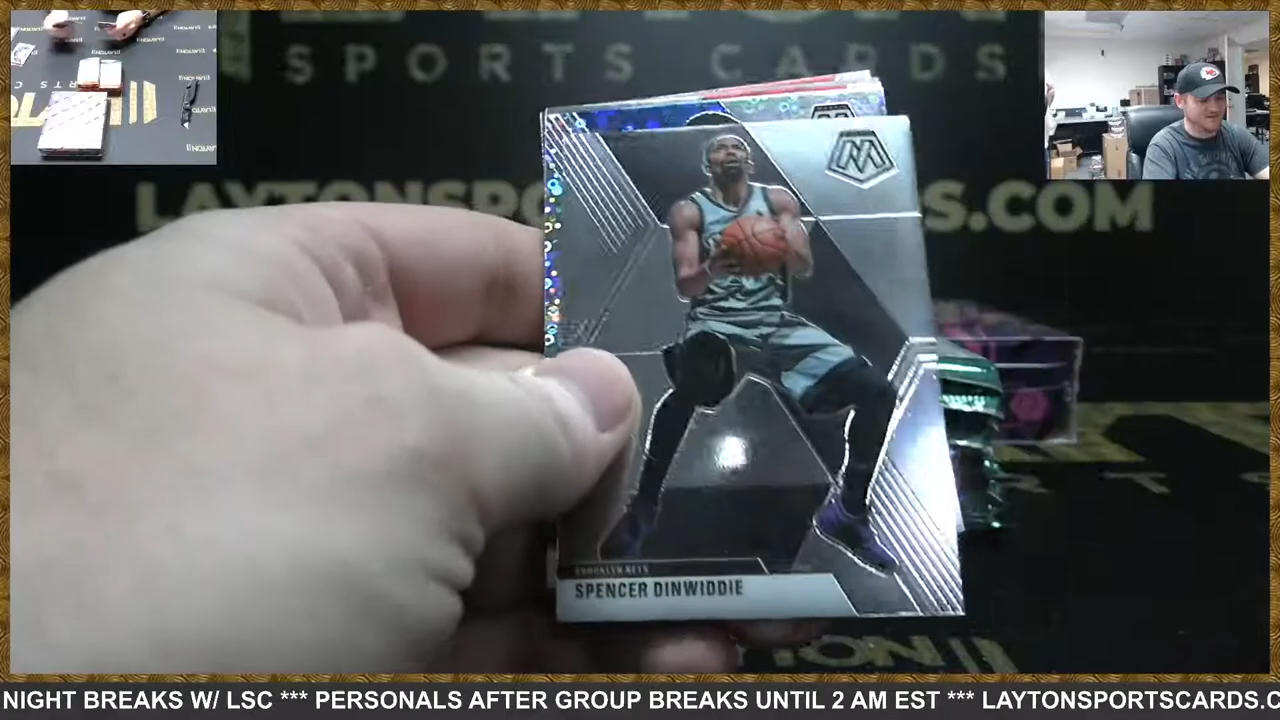 SPORTS CARDS
LAYTONSPORTS
S.COM
BROOKLYN NETS
SPENCER DINWIDDIE
NIGHT BREAKS W/ LSC *** PERSONALS AFTER GROUP BREAKS UNTIL 2 AM EST *** LAYTONSPORTSCARDS.C